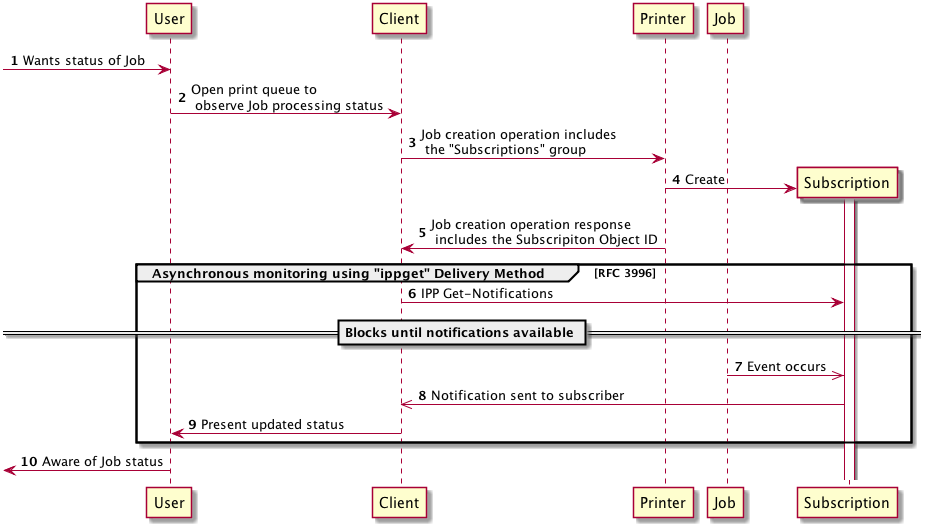 User
Client
Printer
Job
1 Wants status of Job
2 Open print queue to
observe Job processing status
3 Job creation operation includes
the "Subscriptions" group
4 Create
Subscription
5 Job creation operation response
includes the Subscripiton Object ID
Asynchronous monitoring using "ippget" Delivery Method [RFC 3996]
6 IPP Get-Notifications
Blocks until notifications available
7 Event occurs
8 Notification sent to subscriber
9 Present updated status
10 Aware of Job status
User
Client
Printer
Job
Subscription